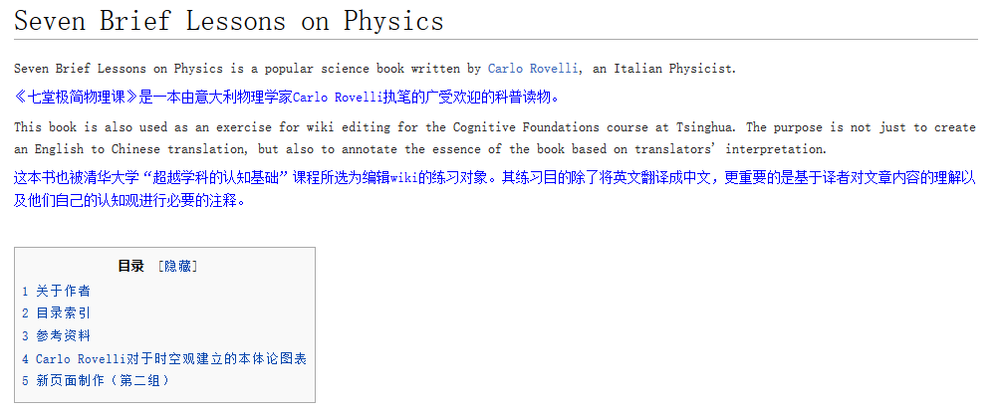 Seven Brief Lessons on Physics
Seven Brief Lessons on Physics is a popular science book written by Carlo Rovelli, an Italian Physicist.
《七堂极简物理课》是一本由意大利物理学家Carlo Rovelli执笔的广受欢迎的科普读物。
This book is also used as an exercise for wiki editing for the Cognitive Foundations course at Tsinghua. The purpose is not just to create
an English to Chinese translation, but also to annotate the essence of the book based on translators' interpretation.
这本书也被清华大学“超越学科的认知基础”课程所选为编辑wiki的练习对象。其练习目的除了将英文翻译成中文，更重要的是基于译者对文章内容的理解以
及他们自己的认知观进行必要的注释。
目录 [隐藏]
1 关于作者
2 目录索引
3 参考资料
4 Carlo Rovelli对于时空观建立的本体论图表
5 新页面制作（第二组）